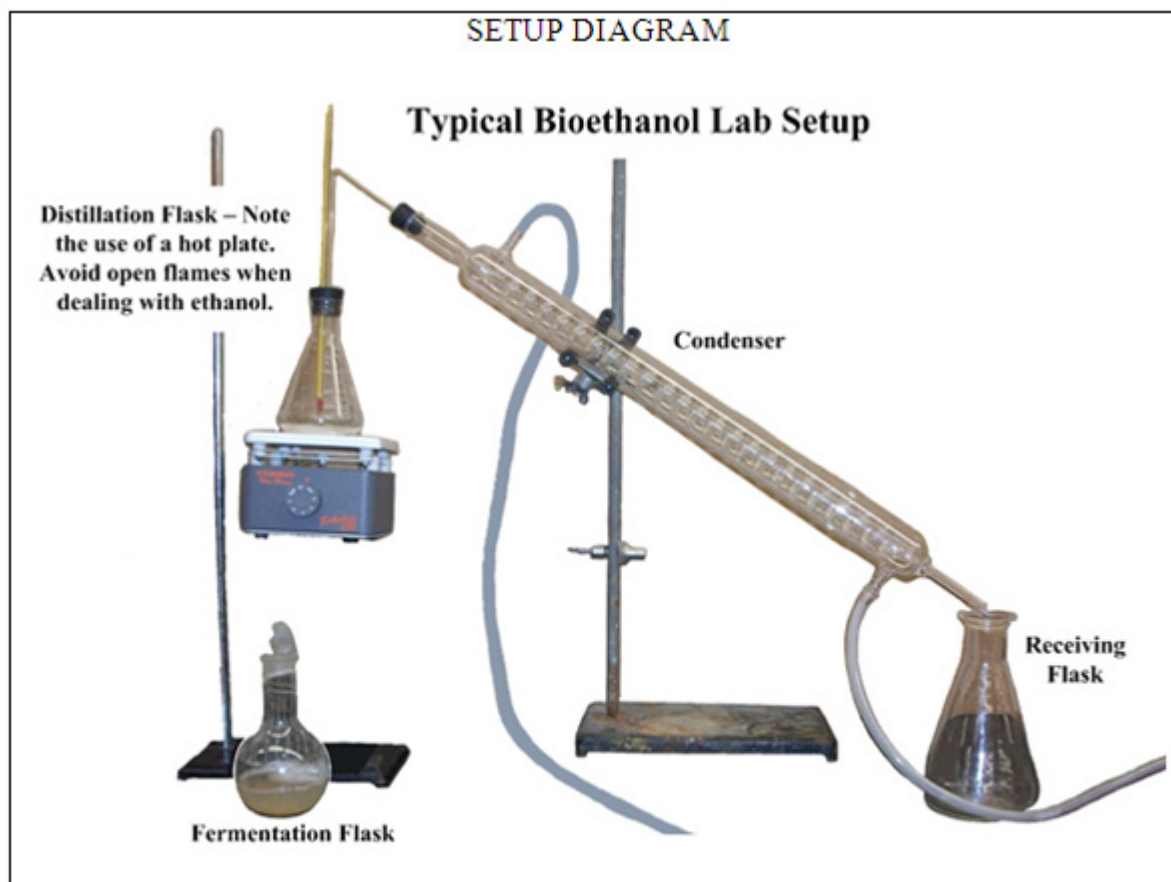 SETUP DIAGRAM
Typical Bioethanol Lab Setup
Distillation Flask – Note
the use of a hot plate.
Avoid open flames when
dealing with ethanol.
Condenser
Receiving
Flask
Fermentation Flask